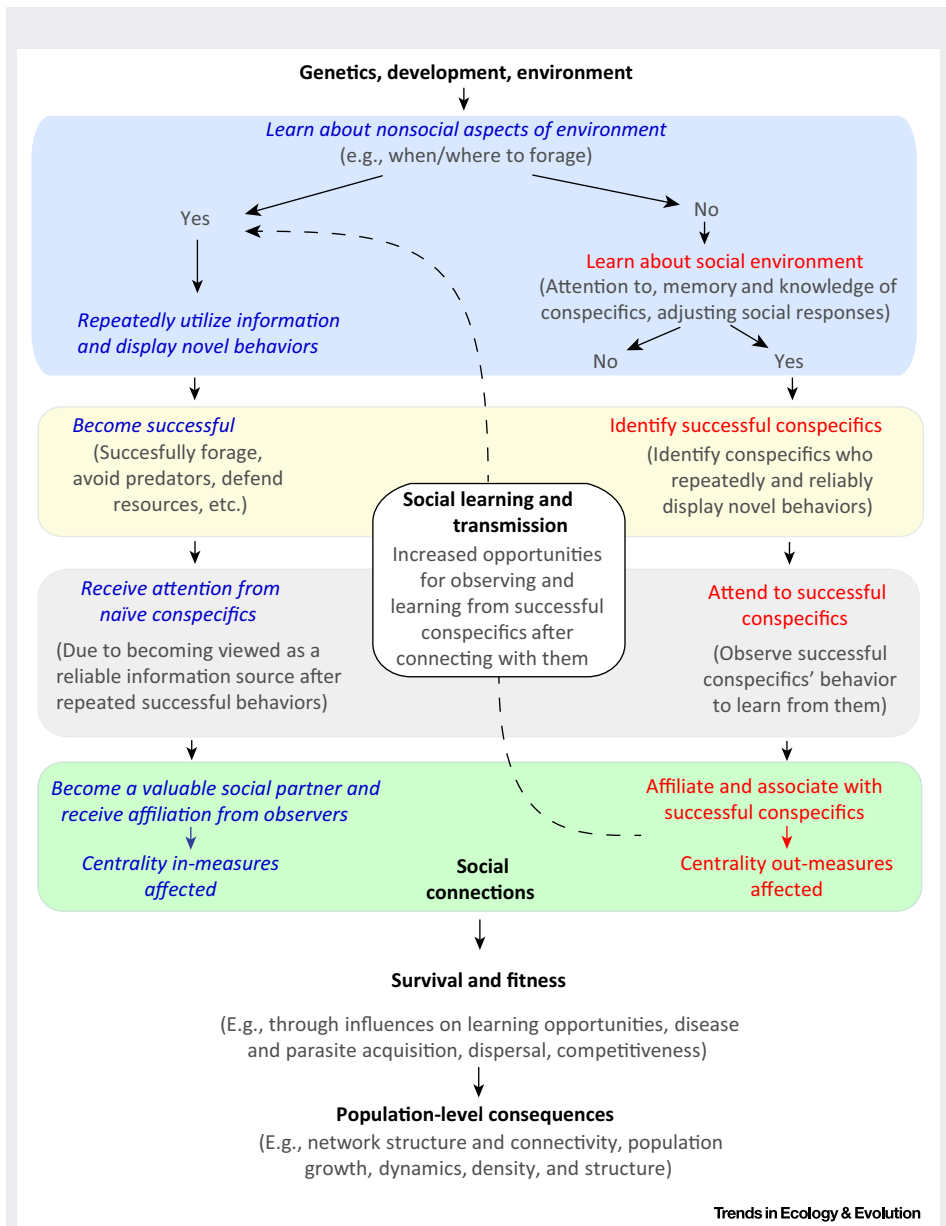 Genetics, development, environment
Learn about nonsocial aspects of environment
(e.g., when/where to forage)
Yes
No
Learn about social environment
(Attention to, memory and knowledge of
conspecifics, adjusting social responses)
No
Yes
Repeatedly utilize information
and display novel behaviors
Become successful
(Succesfully forage,
avoid predators, defend
resources, etc.)
Identify successful conspecifics
(Identify conspecifics who
repeatedly and reliably
display novel behaviors)
Social learning and
transmission
Increased opportunities
for observing and
learning from successful
conspecifics after
connecting with them
Receive attention from
naïve conspecifics
(Due to becoming viewed as a
reliable information source after
repeated successful behaviors)
Attend to successful
conspecifics
(Observe successful
conspecifics’ behavior
to learn from them)
Become a valuable social partner and
receive affiliation from observers
Centrality in-measures
affected
Affiliate and associate with
successful conspecifics
Centrality out-measures
affected
Social
connections
Survival and fitness
(E.g., through influences on learning opportunities, disease
and parasite acquisition, dispersal, competitiveness)
Population-level consequences
(E.g., network structure and connectivity, population
growth, dynamics, density, and structure)
Trends in Ecology & Evolution